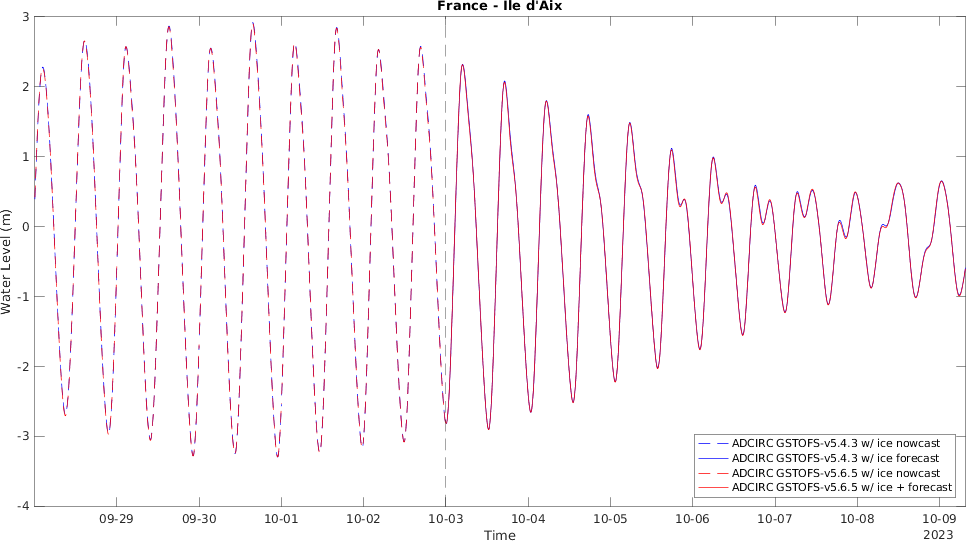 France - Ile d'Aix
Water Level (m)
3
2
1
0
-1
-2
-3
-4
ADCIRC GSTOFS-v5.4.3 w/ ice nowcast
ADCIRC GSTOFS-v5.4.3 w/ ice forecast
ADCIRC GSTOFS-v5.6.5 w/ ice nowcast
ADCIRC GSTOFS-v5.6.5 w/ ice + forecast
09-29 09-30 10-01 10-02 10-03 10-04 10-05 10-06 10-07 10-08 10-09
2023
Time